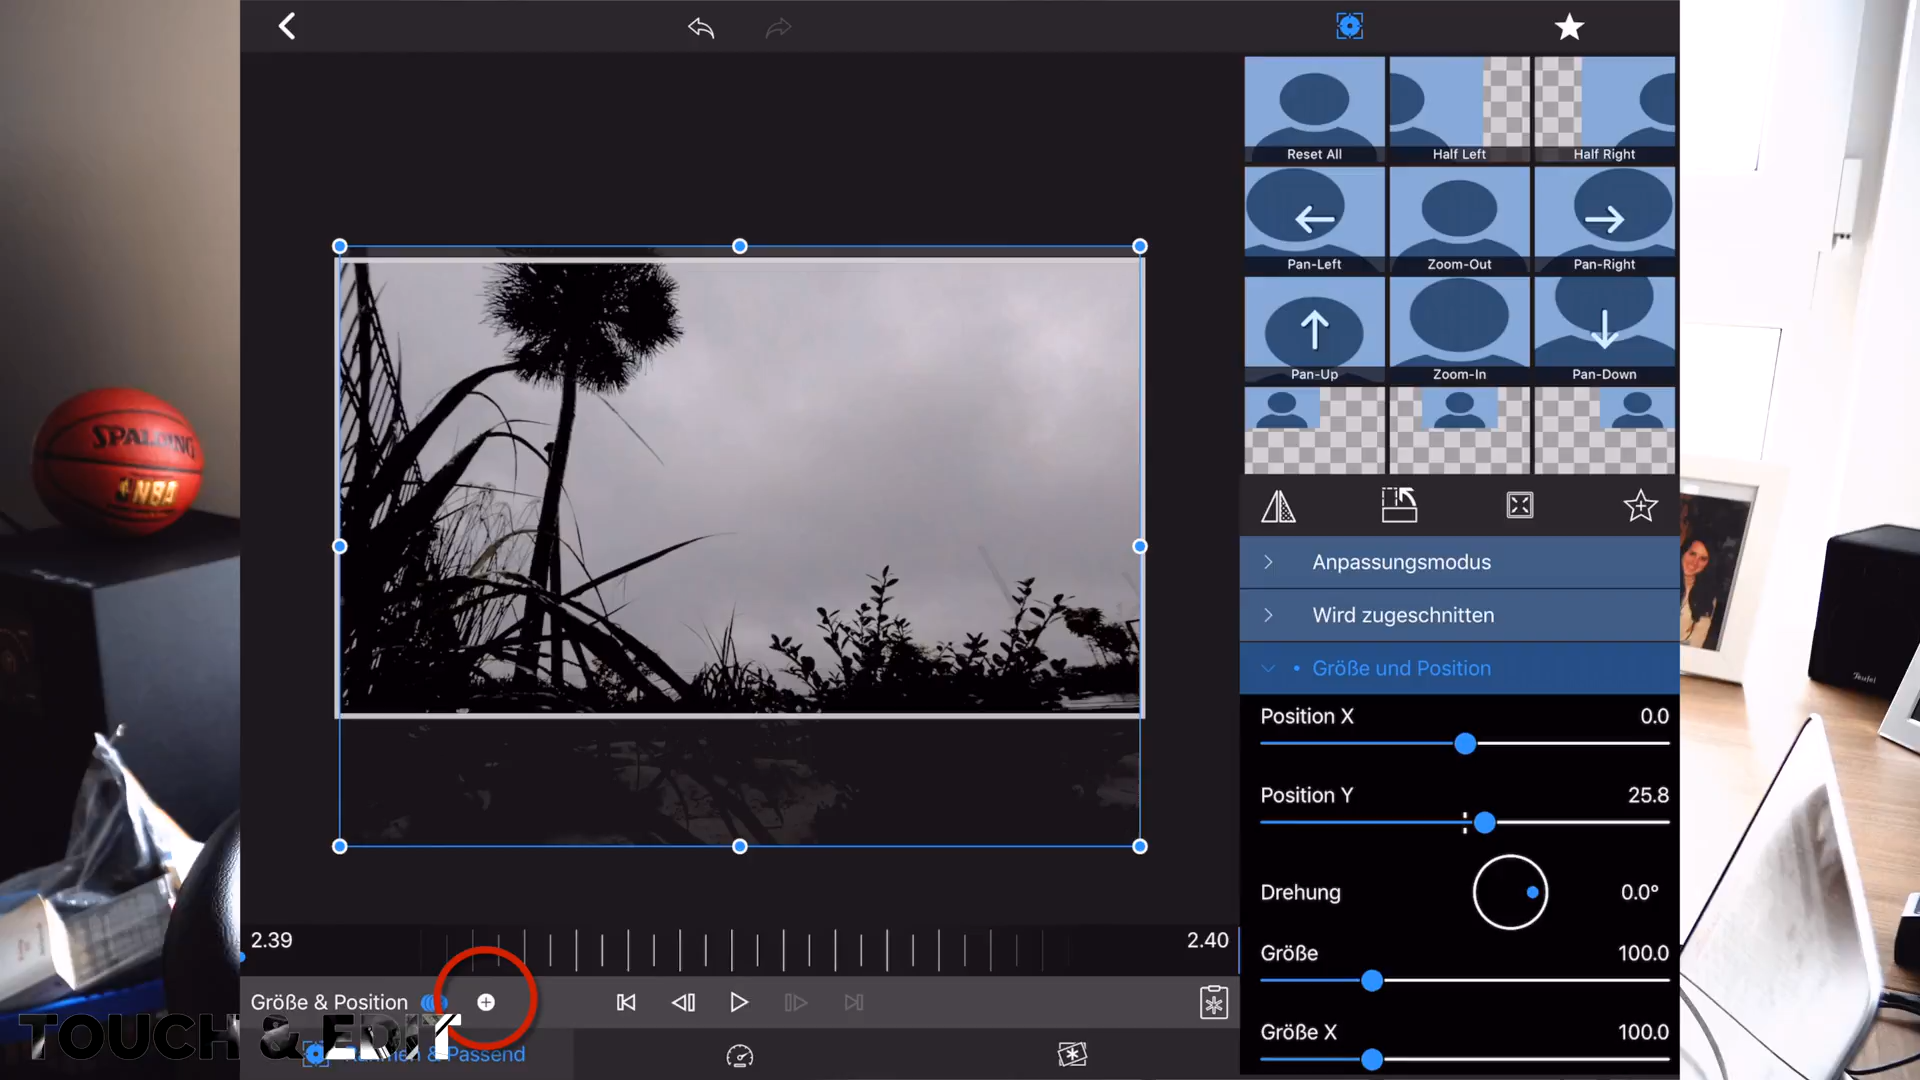 Reset All
Half Left
Half Right
Pan-Left
Zoom-Out
Pan-Right
Pan-Up
Zoom-In
Pan-Down
SPALDING
NBA
Anpassungsmodus
Wird zugeschnitten
Größe und Position
Position X 0.0
Position Y 25.8
Drehung 0.0°
Größe 100.0
Größe X 100.0
2.39
2.40
Größe & Position
TOUCH & EDIT
Rahmen & Passend
Teufel